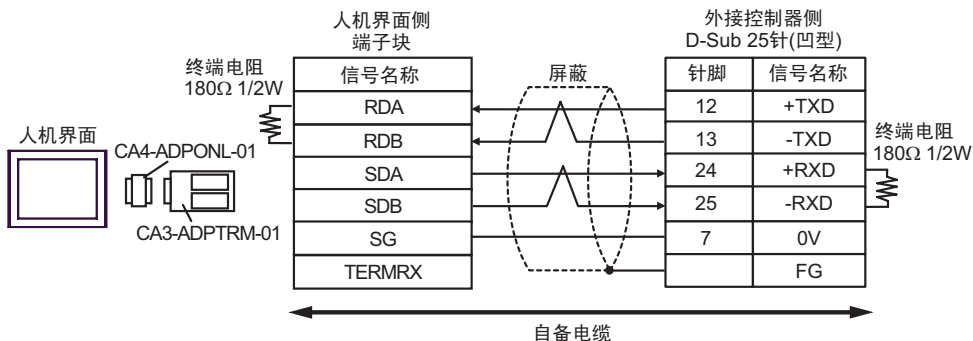 人机界面侧
端子块
外接控制器侧
D-Sub 25针(凹型)
终端电阻
180Ω 1/2W
信号名称
屏蔽
针脚
信号名称
RDA
12
+TXD
RDB
13
-TXD
终端电阻
180Ω 1/2W
人机界面
CA4-ADPONL-01
SDA
24
+RXD
SDB
25
-RXD
CA3-ADPTRM-01
SG
7
0V
TERMRX
FG
自备电缆